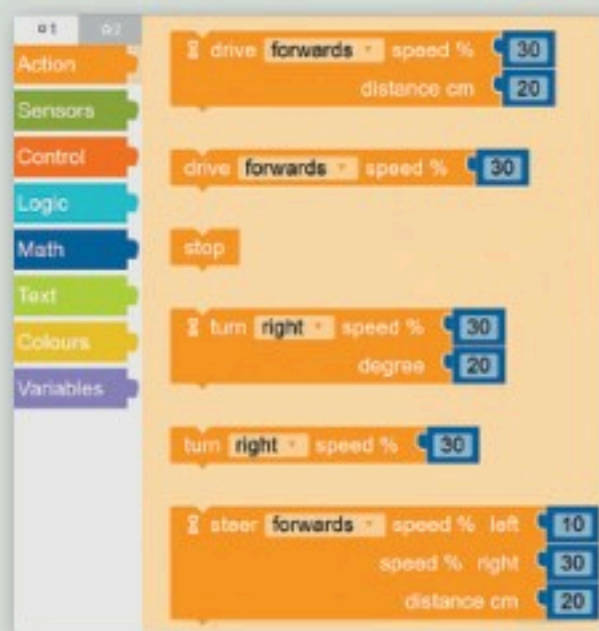 1 2
Action
Sensors
Control
Logic
Math
Text
Colours
Variables
drive forwards speed % 30
distance cm 20
drive forwards speed % 30
stop
turn right speed % 30
degree 20
turn right speed % 30
steer forwards speed % left 10
speed % right 30
distance cm 20